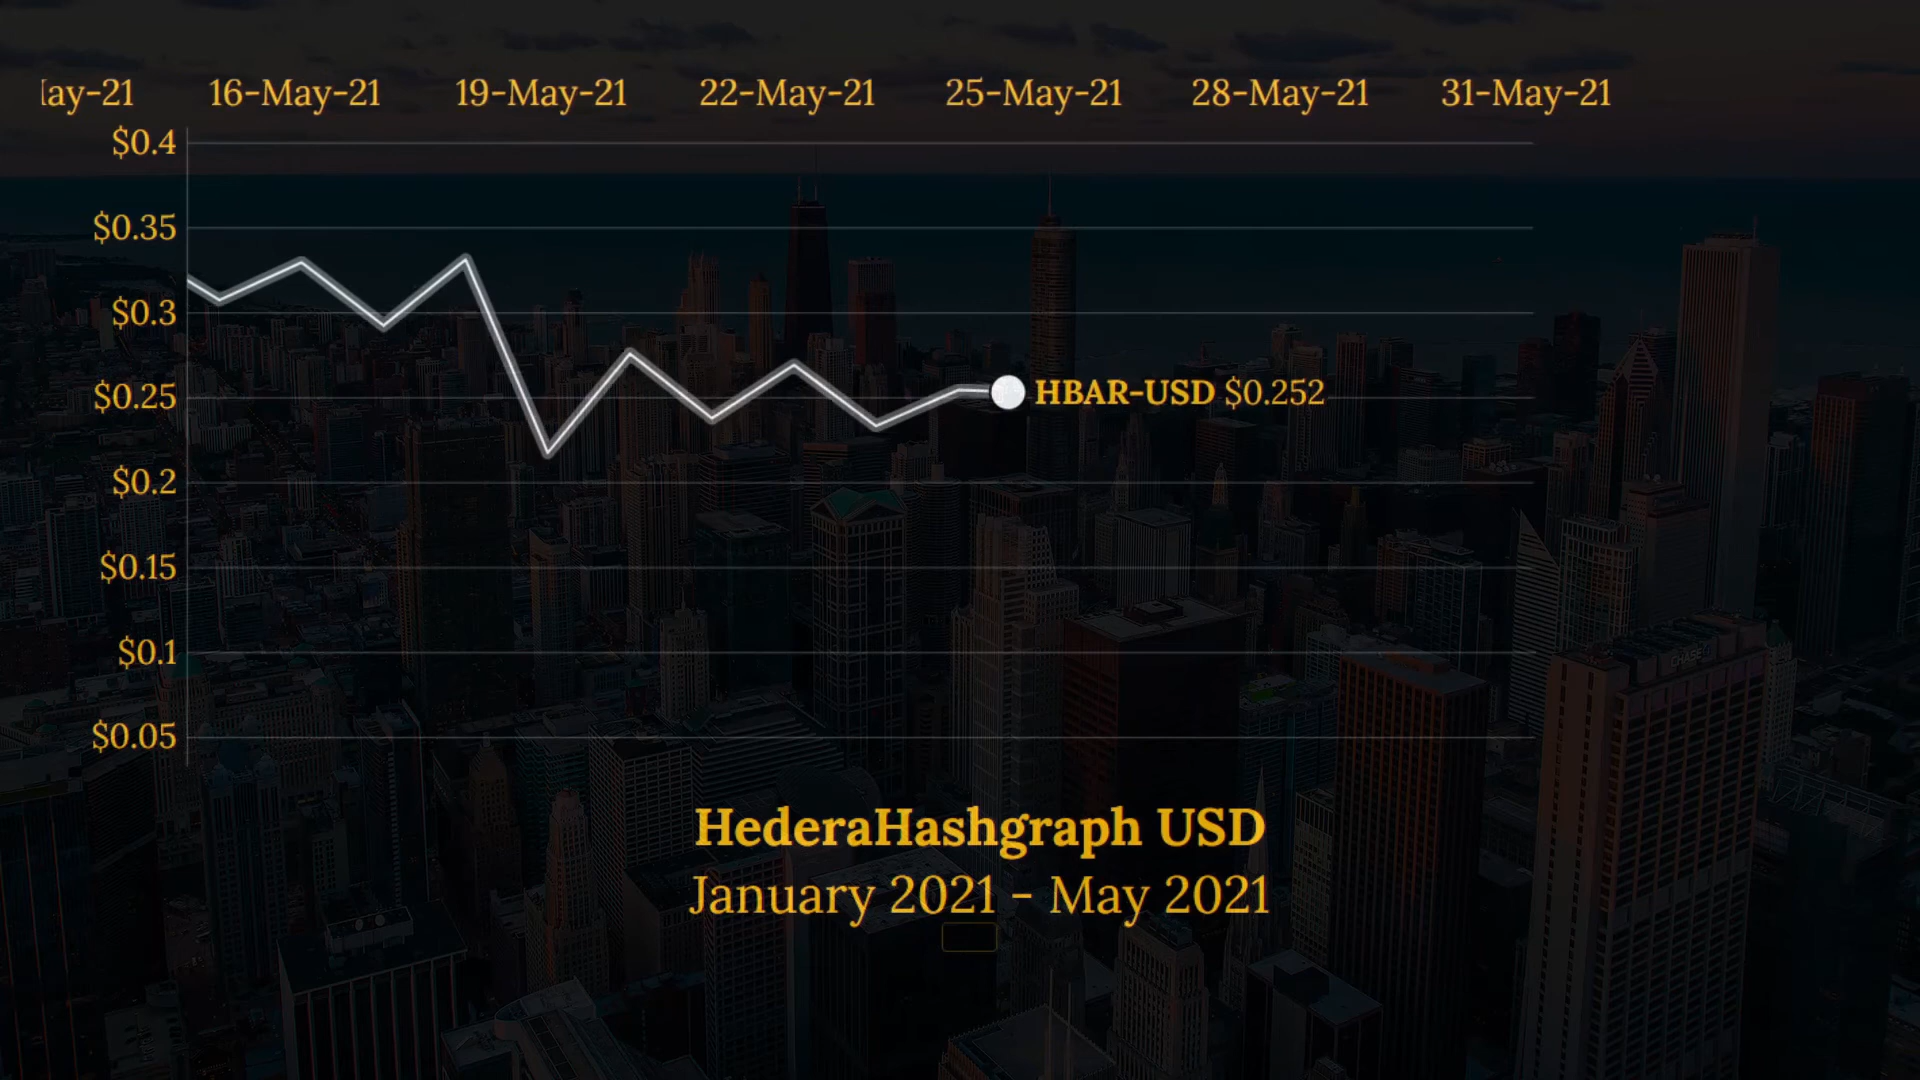 ay-21 16-May-21 19-May-21 22-May-21 25-May-21 28-May-21 31-May-21
$0.4
$0.35
$0.3
$0.25
HBAR-USD $0.252
$0.2
$0.15
$0.1
$0.05
HederaHashgraph USD
January 2021 - May 2021